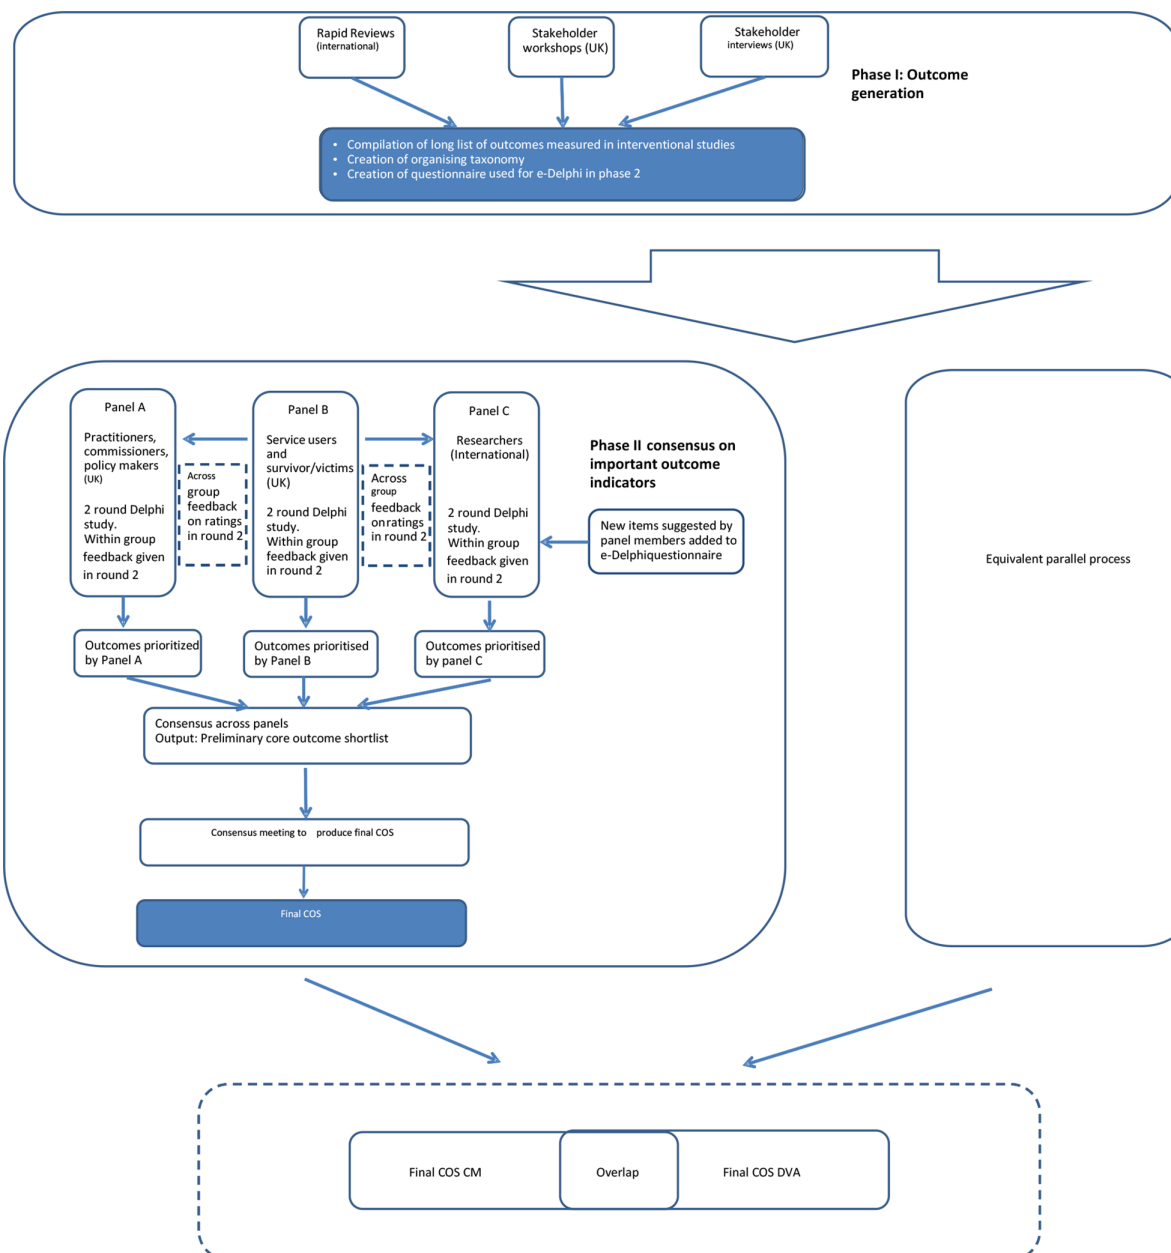 Rapid Reviews
(international)
Stakeholder
workshops (UK)
Stakeholder
interviews (UK)
Phase I: Outcome
generation
• Compilation of long list of outcomes measured in interventional studies
• Creation of organising taxonomy
• Creation of questionnaire used for e-Delphi in phase 2
Panel A
Practitioners,
commissioners,
policy makers
(UK)
2 round Delphi
study.
Within group
feedback given
in round 2
Across
group
feedback
on ratings
in round 2
Panel B
Service users
and
survivor/victims
(UK)
2 round Delphi
study.
Within group
feedback given
in round 2
Across
group
feedback
on ratings
in round 2
Panel C
Researchers
(International)
2 round Delphi
study.
Within group
feedback given
in round 2
Phase II consensus on
important outcome
indicators
New items suggested by
panel members added to
e-Delphiquestionnaire
Equivalent parallel process
Outcomes prioritized
by Panel A
Outcomes prioritised
by Panel B
Outcomes prioritised
by panel C
Consensus across panels
Output: Preliminary core outcome shortlist
Consensus meeting to produce final COS
Final COS
Final COS CM
Overlap
Final COS DVA